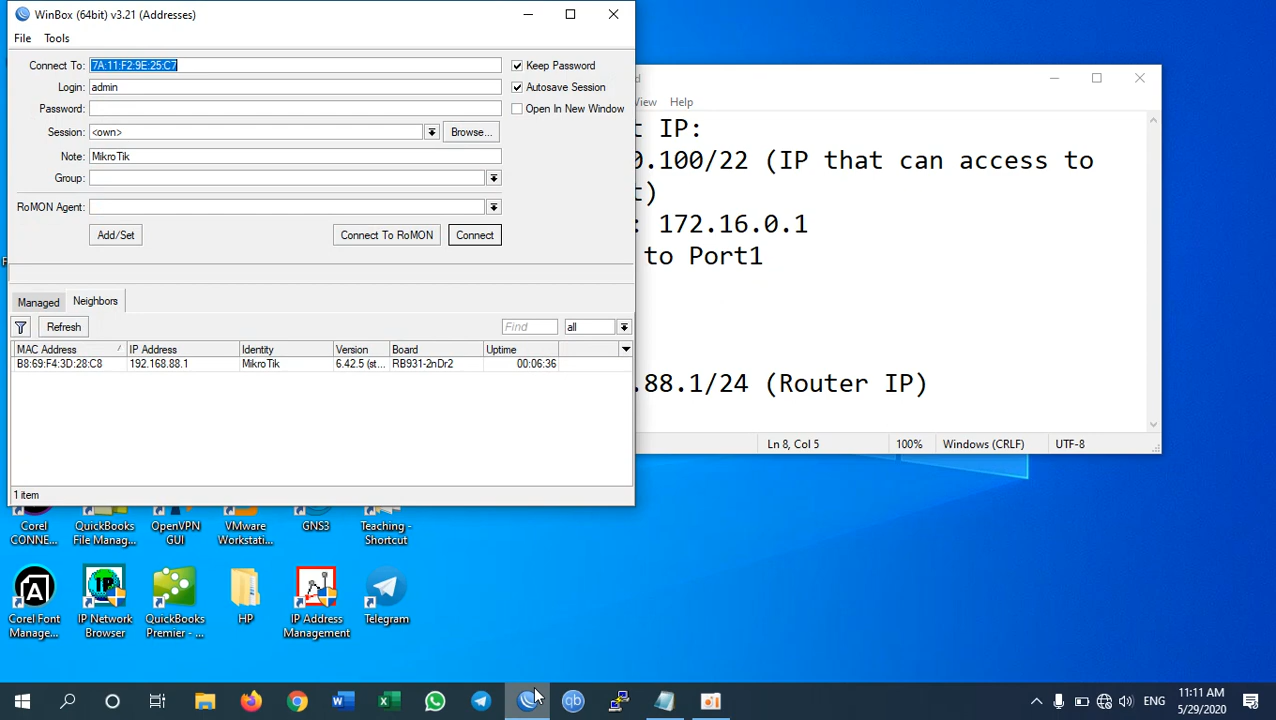 WinBox (64bit) v3.21 (Addresses)
File Tools
Connect To: 7A:11:F2:9E:25:C7
Keep Password
Login: admin
Autosave Session
Password:
Open In New Window
Session: <own>
Browse...
Note: MikroTik
Group:
RoMON Agent:
Add/Set
Connect To RoMON
Connect
Managed Neighbors
Refresh
Find
all
MAC Address / IP Address Identity Version Board Uptime
B8:69:F4:3D:28:C8 192.168.88.1 MikroTik 6.42.5 (st... RB931-2nDr2 00:06:36
1 item
View Help
t IP:
0.100/22 (IP that can access to
t)
: 172.16.0.1
to Port1
.88.1/24 (Router IP)
Ln 8, Col 5 100% Windows (CRLF) UTF-8
Corel CONNE...
QuickBooks File Manag...
OpenVPN GUI
VMware Workstati...
GNS3
Teaching - Shortcut
Corel Font Manage...
IP
IP Network Browser
QuickBooks Premier - ...
HP
IP Address Management
Telegram
qb
ENG
11:11 AM
5/29/2020